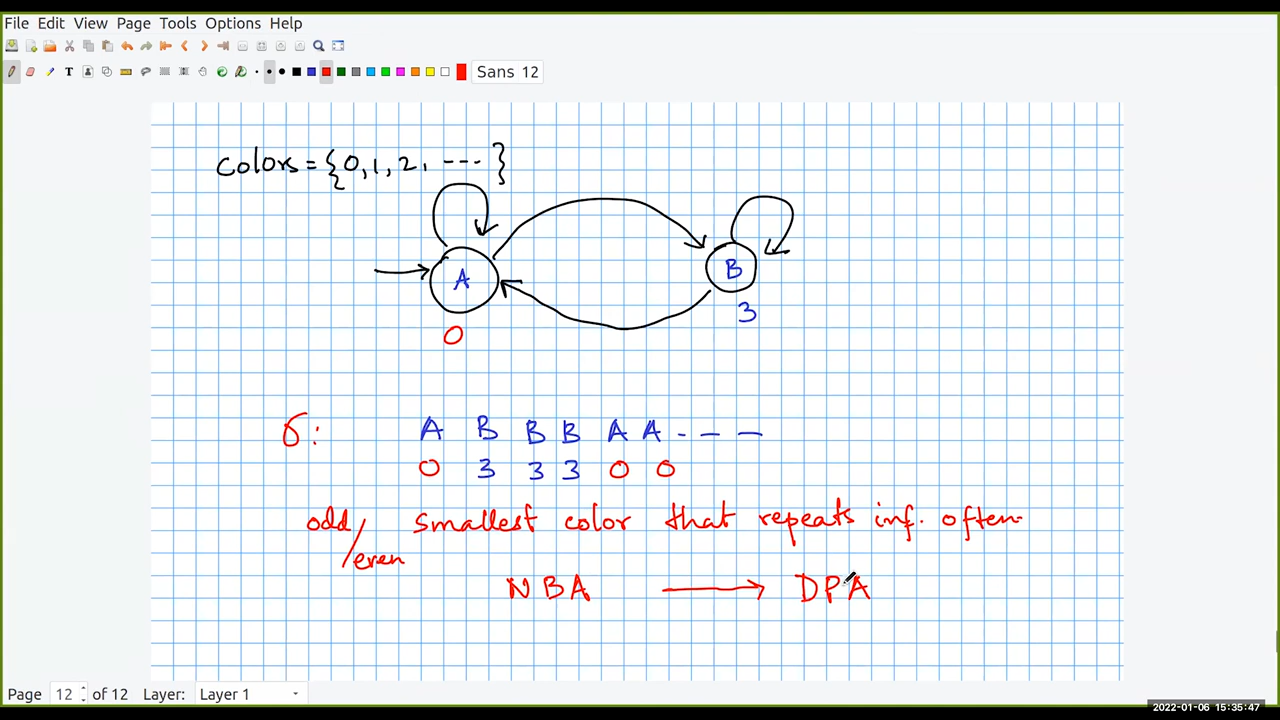 File Edit View Page Tools Options Help
T
Sans 12
colors = {0, 1, 2, --- }
A
B
0
3
σ: A B B B A A - - -
0 3 3 3 0 0
odd/even smallest color that repeats inf. often.
NBA → DPA
Page 12 of 12 Layer: Layer 1
2022-01-06 15:35:47